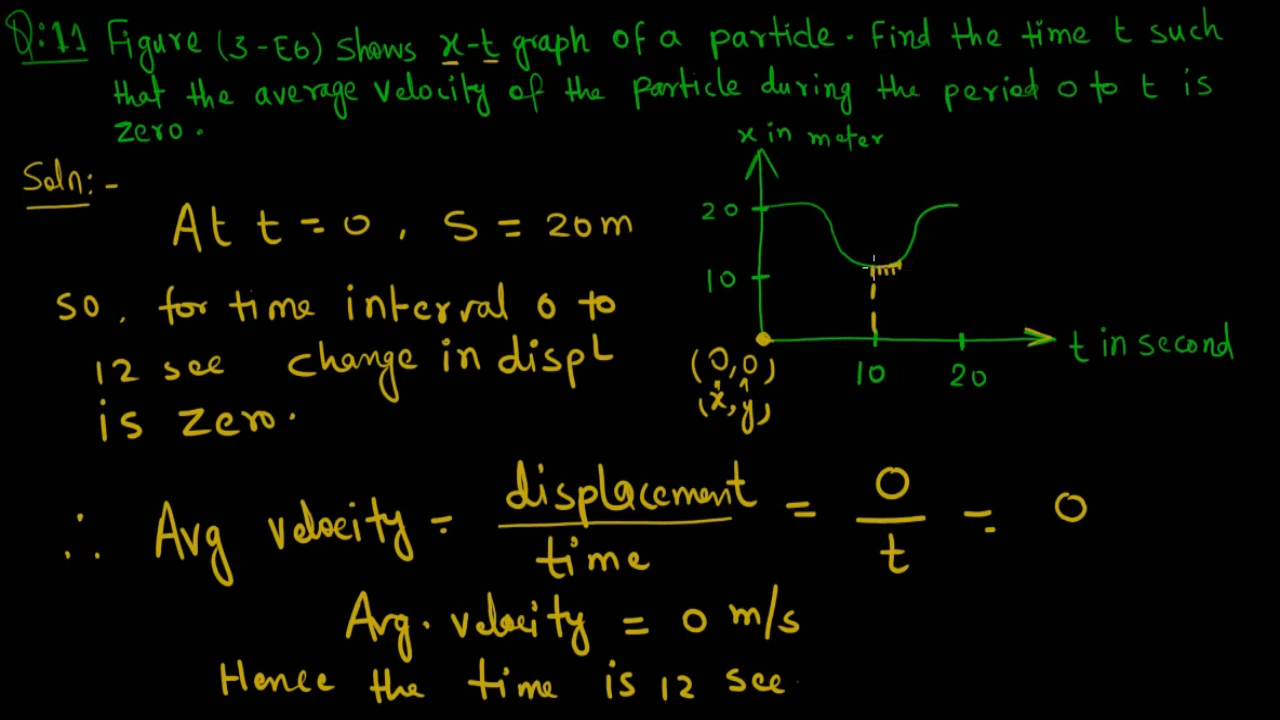 Q:11 Figure (3-E6) shows x-t graph of a particle. Find the time t such
that the average velocity of the particle during the period 0 to t is
zero.
x in meter
Soln:-
At t = 0, S = 20m
20
10
so, for time interval 0 to
12 sec change in displ
is zero.
(0,0)
(x,y)
10
20
t in second
∴ Avg velocity = displacement / time = 0 / t = 0
Avg. velocity = 0 m/s
Hence the time is 12 sec